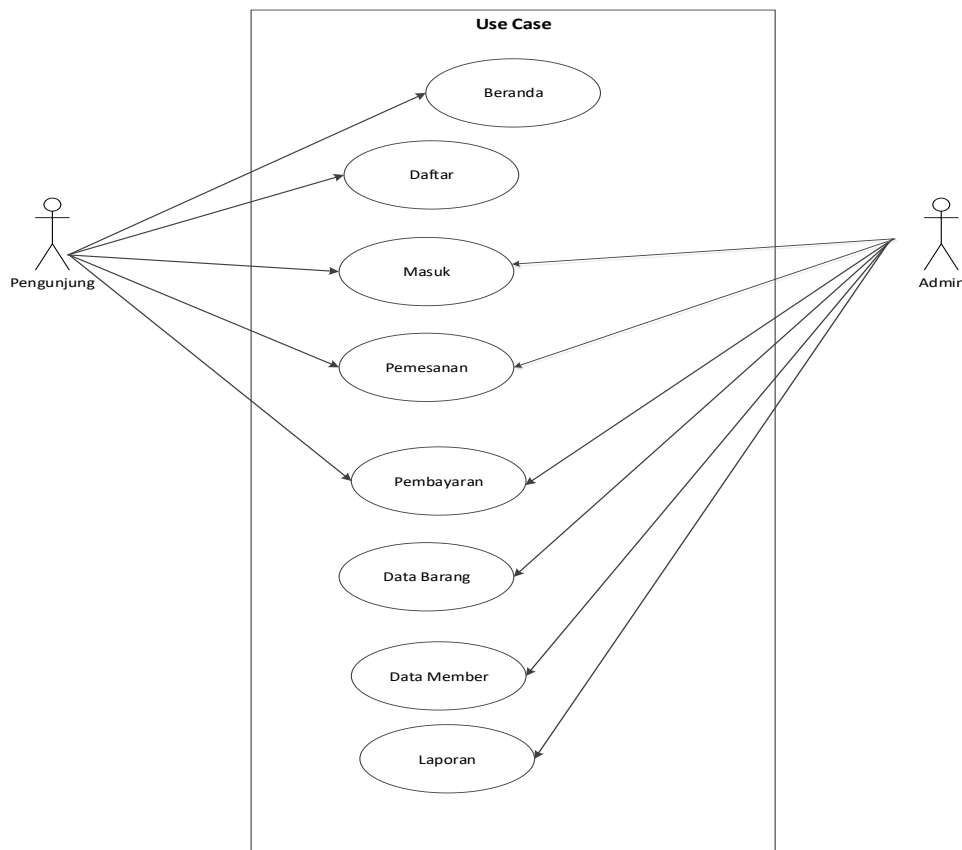 Use Case
Beranda
Daftar
Masuk
Pengunjung
Admin
Pemesanan
Pembayaran
Data Barang
Data Member
Laporan